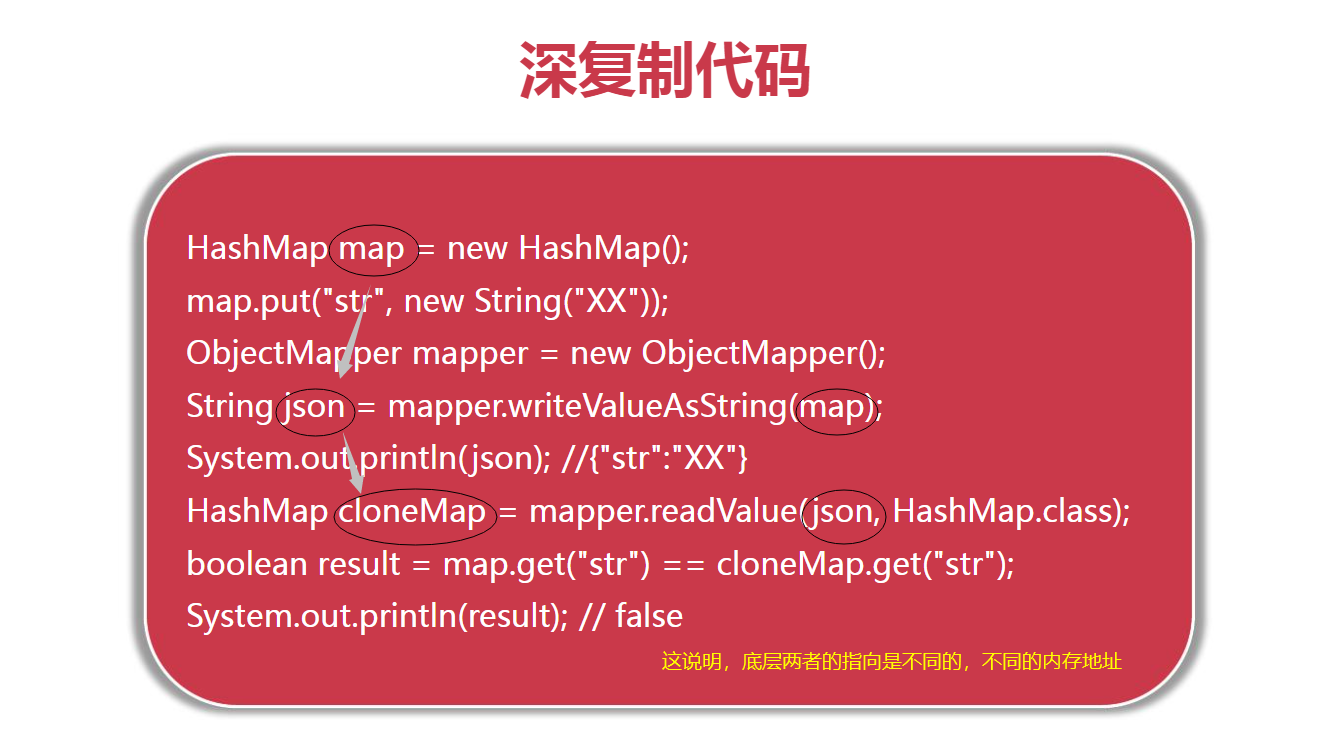 深复制代码
HashMap map = new HashMap();
map.put("str", new String("XX"));
ObjectMapper mapper = new ObjectMapper();
String json = mapper.writeValueAsString(map);
System.out.println(json); //{"str":"XX"}
HashMap cloneMap = mapper.readValue(json, HashMap.class);
boolean result = map.get("str") == cloneMap.get("str");
System.out.println(result); // false
这说明，底层两者的指向是不同的，不同的内存地址